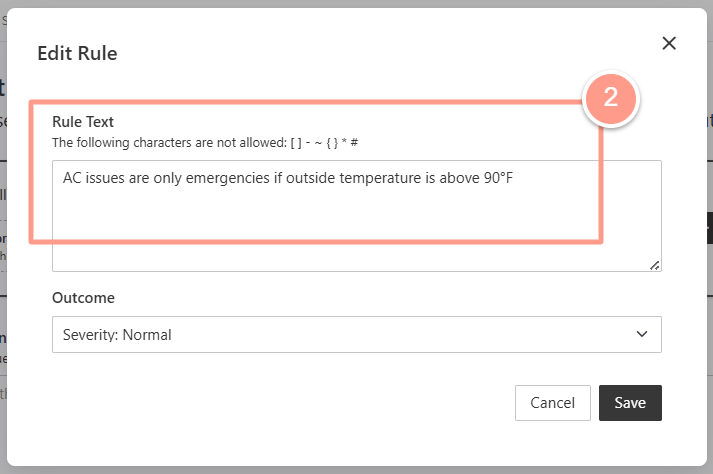 Edit Rule
2
Rule Text
The following characters are not allowed: [ ] - ~ { } * #
AC issues are only emergencies if outside temperature is above 90°F
Outcome
Severity: Normal
Cancel
Save